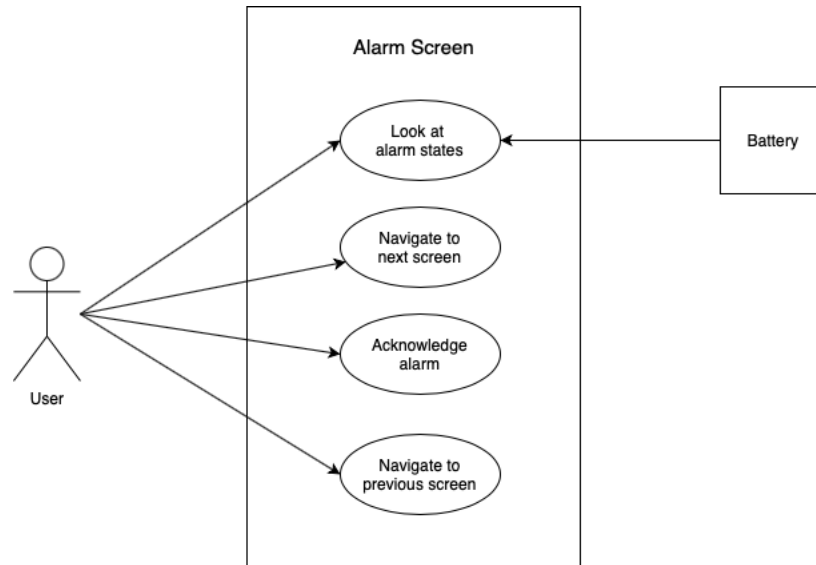 Alarm Screen
Look at
alarm states
Battery
Navigate to
next screen
Acknowledge
alarm
User
Navigate to
previous screen